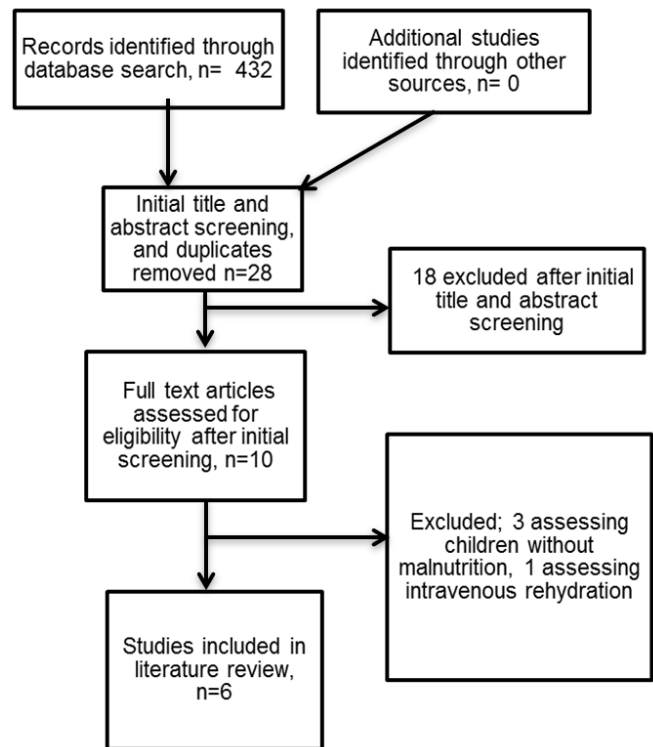 Records identified through
database search, n= 432
Additional studies
identified through other
sources, n= 0
Initial title and
abstract screening,
and duplicates
removed n=28
18 excluded after initial
title and abstract
screening
Full text articles
assessed for
eligibility after initial
screening, n=10
Excluded; 3 assessing
children without
malnutrition, 1 assessing
intravenous rehydration
Studies included in
literature review,
n=6